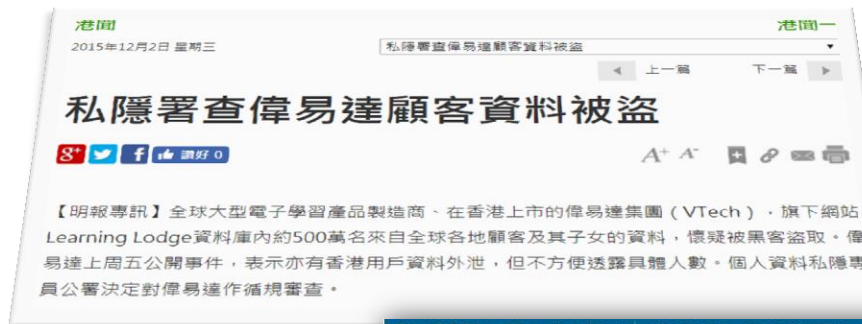 港聞
港聞一
2015年12月2日 星期三
私隱署查偉易達顧客資料被盜
上一篇
下一篇
私隱署查偉易達顧客資料被盜
g+ f 讚好 0
A+ A-
【明報專訊】全球大型電子學習產品製造商、在香港上市的偉易達集團（VTech），旗下網站
Learning Lodge資料庫內約500萬名來自全球各地顧客及其子女的資料，懷疑被黑客盜取。偉
易達上周五公開事件，表示亦有香港用戶資料外泄，但不方便透露具體人數。個人資料私隱專
員公署決定對偉易達作循規審查。